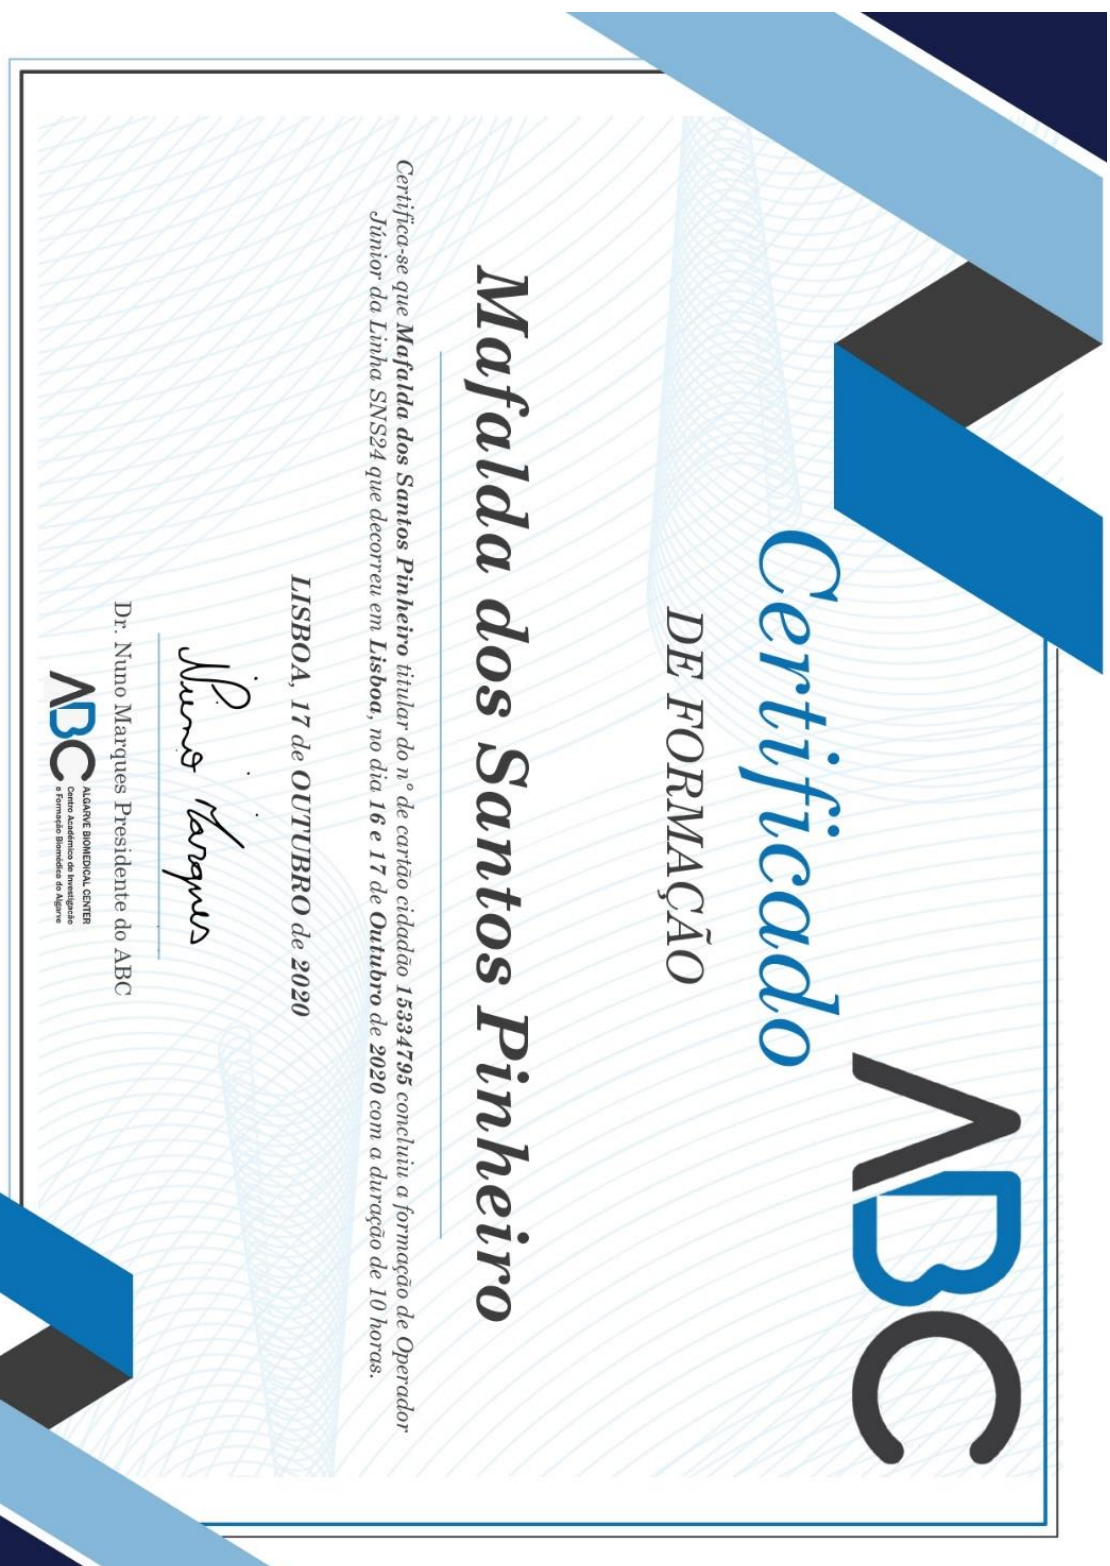 ABC
Certificado
DE FORMAÇÃO
Mafalda dos Santos Pinheiro
Certifica-se que Mafalda dos Santos Pinheiro titular do nº de cartão cidadão 15334795 concluiu a formação de Operador
Júnior da Linha SNS24 que decorreu em Lisboa, no dia 16 e 17 de Outubro de 2020 com a duração de 10 horas.
LISBOA, 17 de OUTUBRO de 2020
Nuno Marques
Dr. Nuno Marques Presidente do ABC
ABC
ALGARVE BIOMEDICAL CENTER
Centro Académico de Investigação
e Formação Biomédica do Algarve